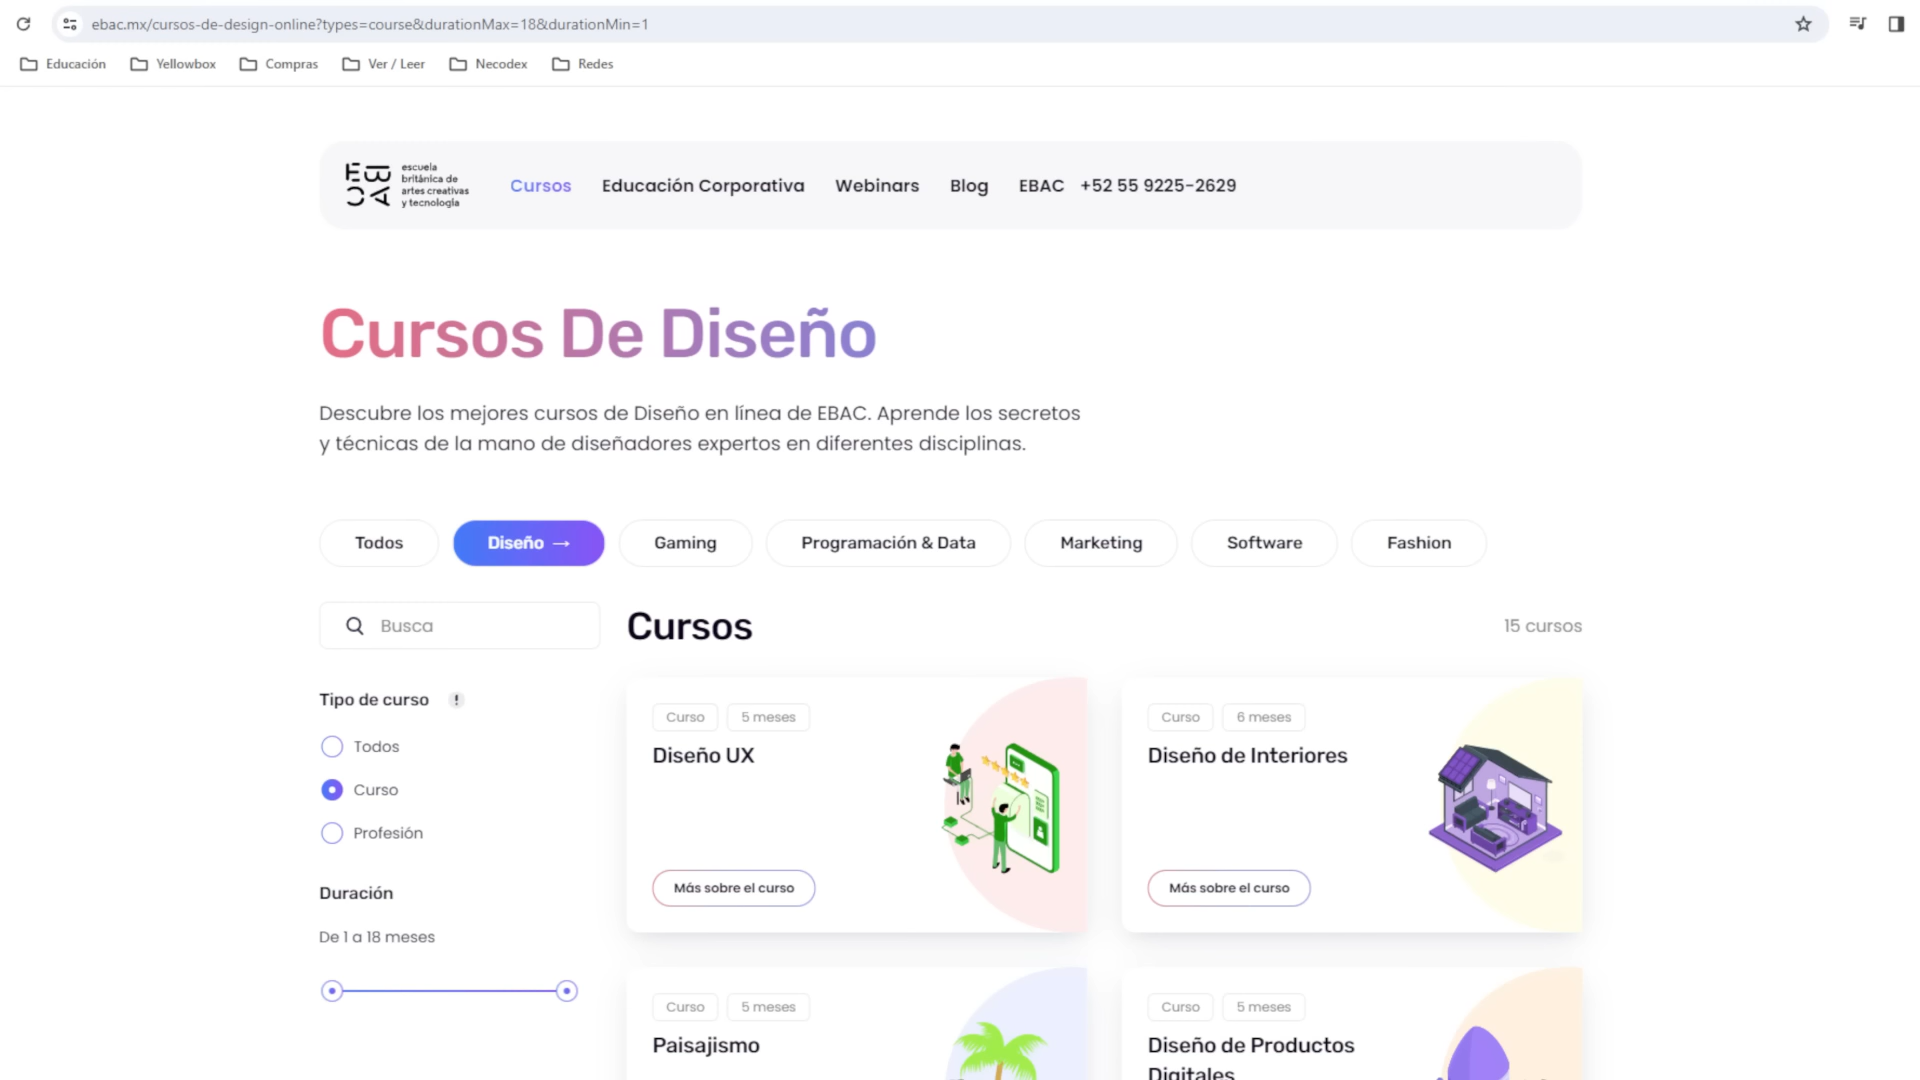 ebac.mx/cursos-de-design-online?types=course&durationMax=18&durationMin=1
Educación
Yellowbox
Compras
Ver / Leer
Necodex
Redes
EBAC
escuela
británica de
artes creativas
y tecnología
Cursos
Educación Corporativa
Webinars
Blog
EBAC
+52 55 9225-2629
Cursos De Diseño
Descubre los mejores cursos de Diseño en línea de EBAC. Aprende los secretos
y técnicas de la mano de diseñadores expertos en diferentes disciplinas.
Todos
Diseño →
Gaming
Programación & Data
Marketing
Software
Fashion
Busca
Cursos
15 cursos
Tipo de curso !
Todos
Curso
Profesión
Duración
De 1 a 18 meses
Curso
5 meses
Diseño UX
Más sobre el curso
Curso
6 meses
Diseño de Interiores
Más sobre el curso
Curso
5 meses
Paisajismo
Curso
5 meses
Diseño de Productos
Digitales